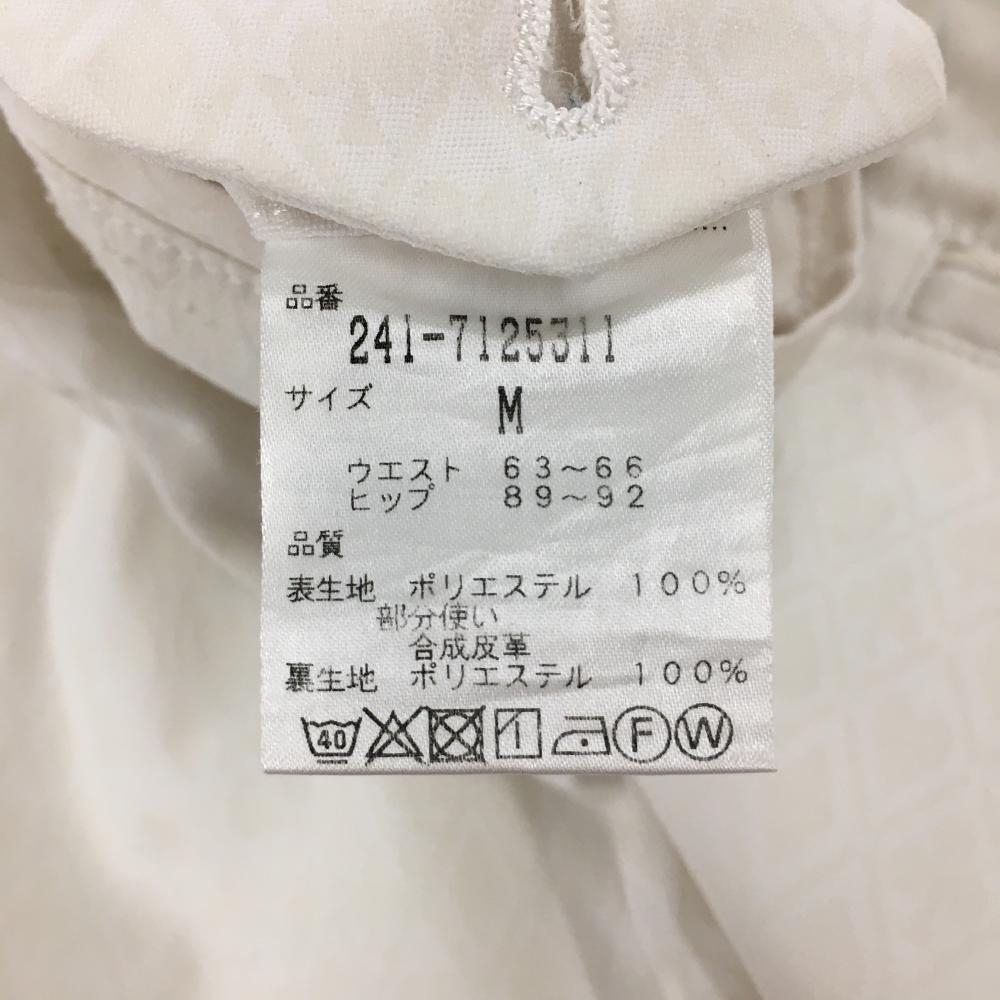 品番
241-7125311
サイズ
M
ウエスト ６３～６６
ヒップ ８９～９２
品質
表生地 ポリエステル １００％
部分使い
合成皮革
裏生地 ポリエステル １００％
40 F W